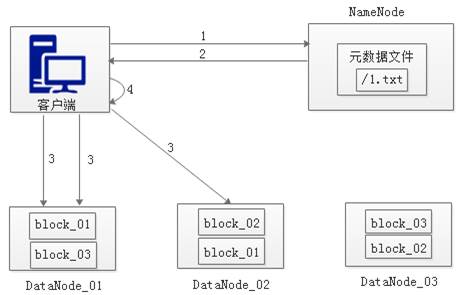 NameNode
1
2
元数据文件
/1.txt
4
客户端
3
3
3
block_01
block_03
block_02
block_01
block_03
block_02
DataNode_01
DataNode_02
DataNode_03